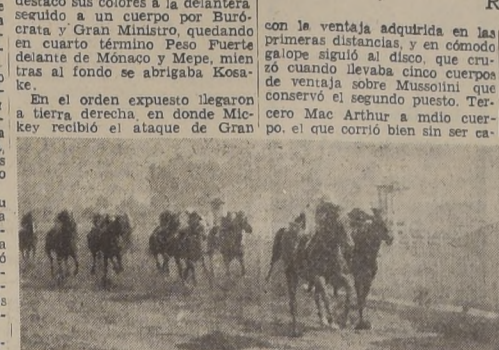 destacó sus colores a la delantera
seguido a un cuerpo por Buró-
crata y Gran Ministro, quedando
en cuarto término Peso Fuerte
delante de Mónaco y Mepe, mien
tras al fondo se abrigaba Kosa-
ke.
En el orden expuesto llegaron
a tierra derecha, en donde Mic-
key recibió el ataque de Gran
R
con la ventaja adquirida en las
primeras distancias, y en cómodo
galope siguió al disco, que cru-
zó cuando llevaba cinco cuerpos
de ventaja sobre Mussolini que
conservó el segundo puesto. Ter-
cero Mac Arthur a mdio cuer-
po, el que corrió bien sin ser ca-